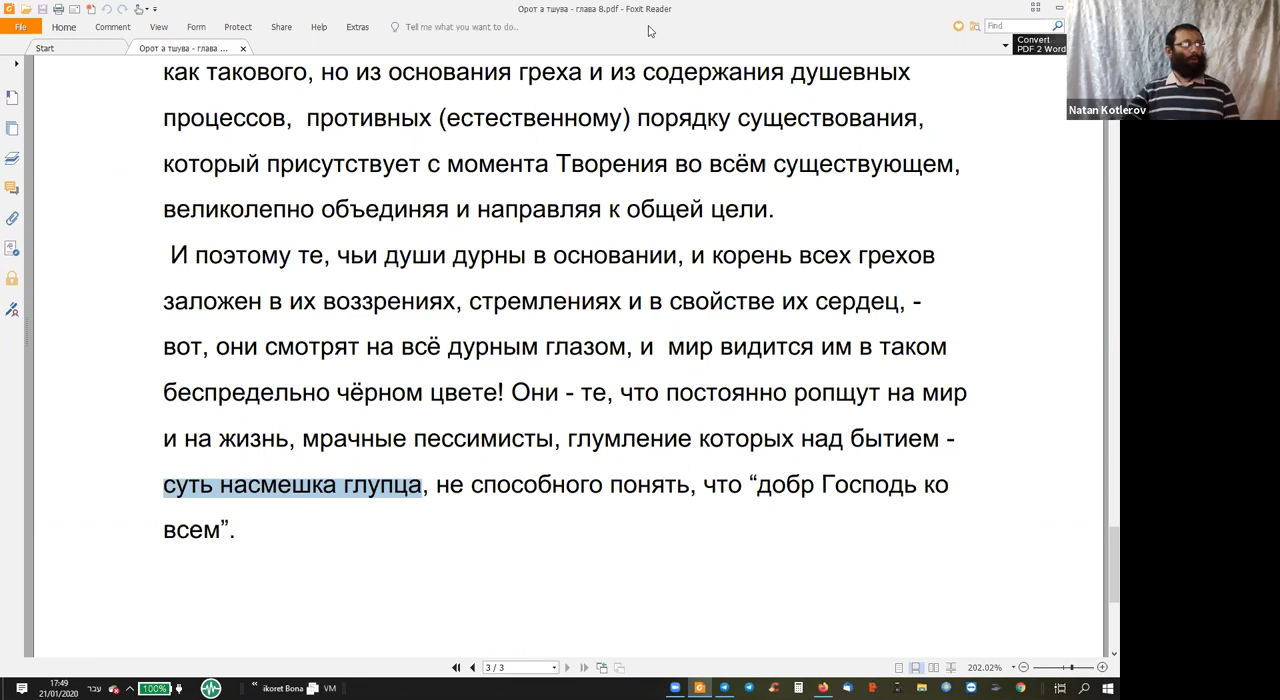 Орот а тшува - глава 8.pdf - Foxit Reader
File Home Comment View Form Protect Share Help Extras Tell me what you want to do.. Find
Start Орот а тшува - глава ...
Convert
PDF 2 Word
Natan Kotlerov
как такового, но из основания греха и из содержания душевных
процессов, противных (естественному) порядку существования,
который присутствует с момента Творения во всём существующем,
великолепно объединяя и направляя к общей цели.
И поэтому те, чьи души дурны в основании, и корень всех грехов
заложен в их воззрениях, стремлениях и в свойстве их сердец, -
вот, они смотрят на всё дурным глазом, и мир видится им в таком
беспредельно чёрном цвете! Они - те, что постоянно ропщут на мир
и на жизнь, мрачные пессимисты, глумление которых над бытием -
суть насмешка глупца, не способного понять, что “добр Господь ко
всем”.
3 / 3 202.02%
17:49
21/01/2020 עבר 100% ikoret Bona VM